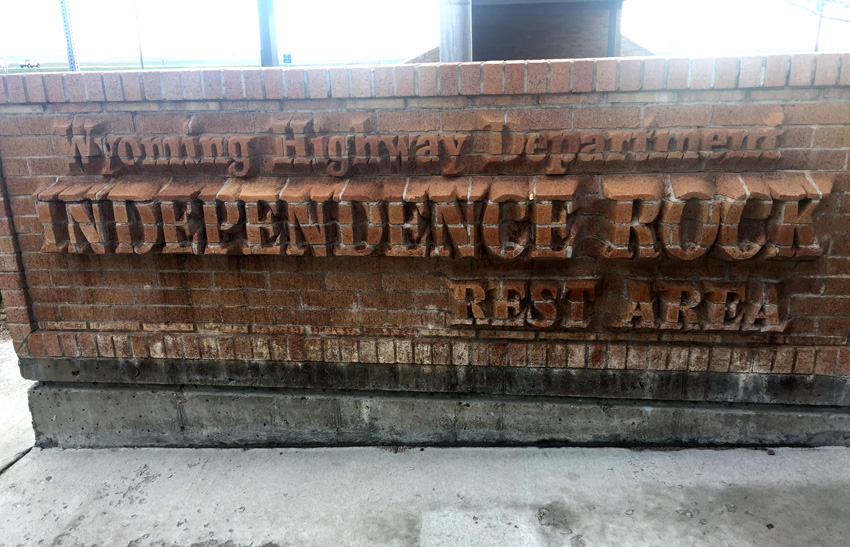 Wyoming Highway Department
INDEPENDENCE ROCK
REST AREA